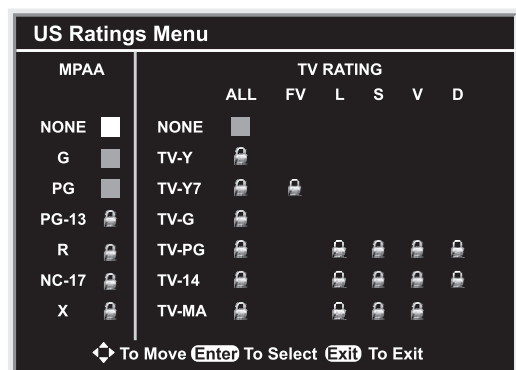 US Ratings Menu
MPAA TV RATING
ALL FV L S V D
NONE NONE
G TV-Y
PG TV-Y7
PG-13 TV-G
R TV-PG
NC-17 TV-14
X TV-MA
To Move Enter To Select Exit To Exit